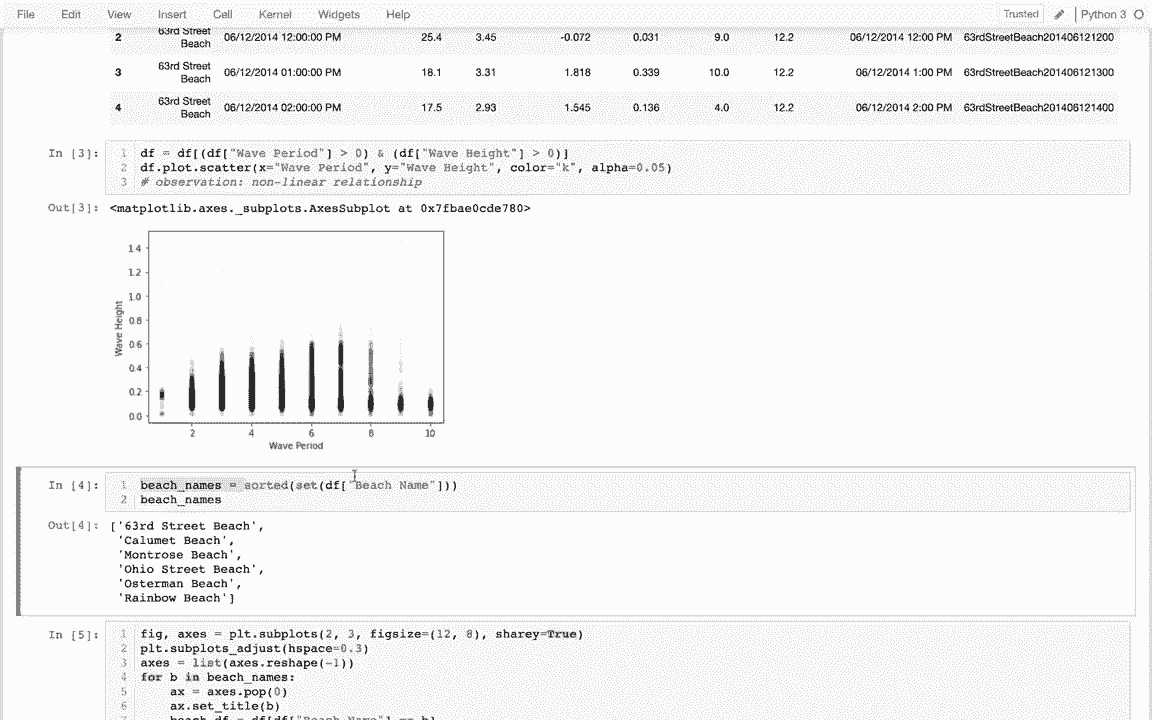 File Edit View Insert Cell Kernel Widgets Help Trusted Python 3
2 63rd Street Beach 06/12/2014 12:00:00 PM 25.4 3.45 -0.072 0.031 9.0 12.2 06/12/2014 12:00 PM 63rdStreetBeach201406121200
3 63rd Street Beach 06/12/2014 01:00:00 PM 18.1 3.31 1.818 0.339 10.0 12.2 06/12/2014 1:00 PM 63rdStreetBeach201406121300
4 63rd Street Beach 06/12/2014 02:00:00 PM 17.5 2.93 1.545 0.136 4.0 12.2 06/12/2014 2:00 PM 63rdStreetBeach201406121400
In [3]: 1 df = df[(df["Wave Period"] > 0) & (df["Wave Height"] > 0)]
2 df.plot.scatter(x="Wave Period", y="Wave Height", color="k", alpha=0.05)
3 # observation: non-linear relationship
Out[3]: <matplotlib.axes._subplots.AxesSubplot at 0x7fbae0cde780>
1.4
1.2
1.0
0.8
0.6
0.4
0.2
0.0
Wave Height
2 4 6 8 10
Wave Period
In [4]: 1 beach_names = sorted(set(df["Beach Name"]))
2 beach_names
Out[4]: ['63rd Street Beach',
'Calumet Beach',
'Montrose Beach',
'Ohio Street Beach',
'Osterman Beach',
'Rainbow Beach']
In [5]: 1 fig, axes = plt.subplots(2, 3, figsize=(12, 8), sharey=True)
2 plt.subplots_adjust(hspace=0.3)
3 axes = list(axes.reshape(-1))
4 for b in beach_names:
5 ax = axes.pop(0)
6 ax.set_title(b)
7 beach_df = df[df["Beach Name"] == b]